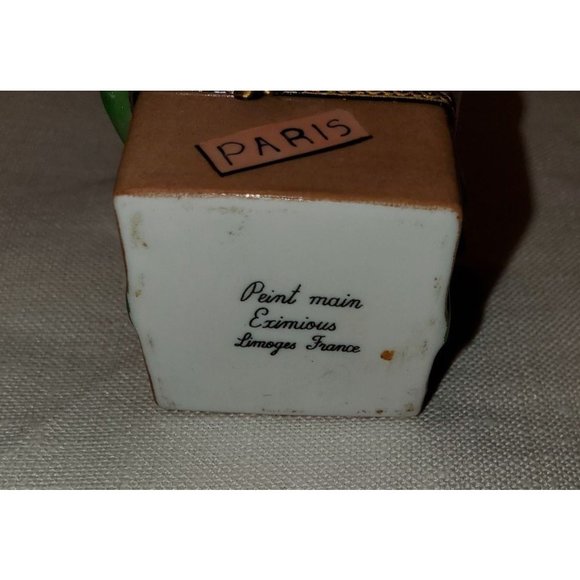 PARIS
Peint main
Eximious
Limoges France